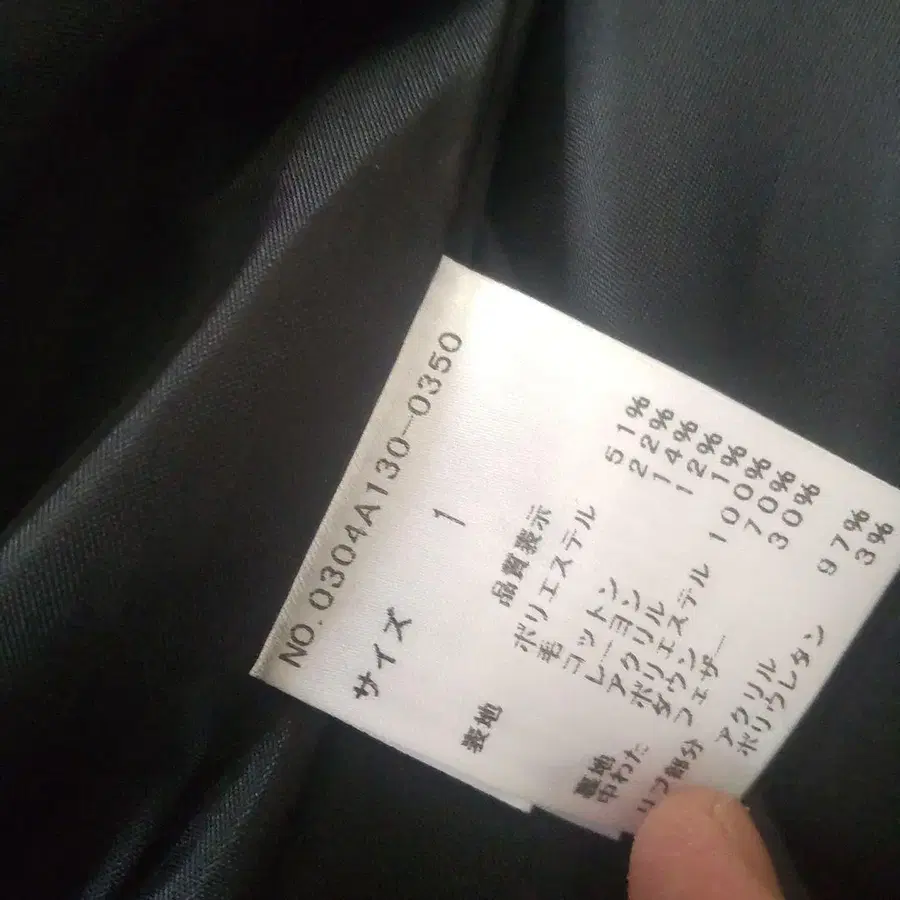 NO. 0304A130-0350
サイズ 1
品質表示
表地 ポリエステル 51%
毛 22%
コットン 14%
レーヨン 12%
アクリル 1%
裏地 ポリエステル 100%
中わた ダウン 70%
フェザー 30%
リブ部分
アクリル 97%
ポリウレタン 3%